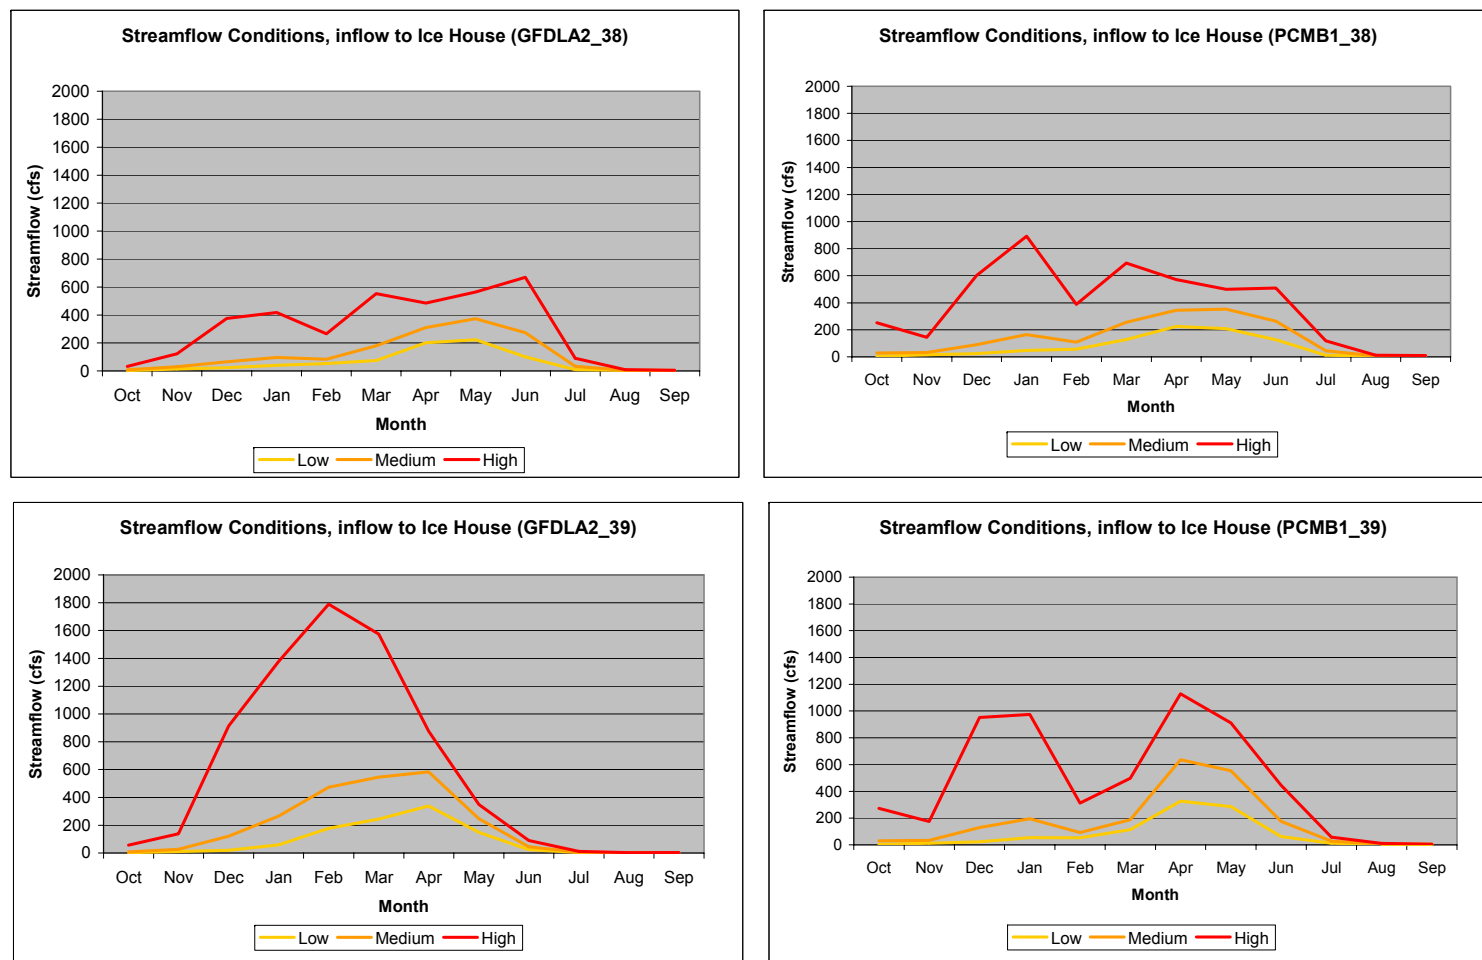 Streamflow Conditions, inflow to Ice House (GFDLA2_38)
2000
1800
1600
1400
1200
1000
800
600
400
200
0
Streamflow (cfs)
Oct Nov Dec Jan Feb Mar Apr May Jun Jul Aug Sep
Month
Low Medium High
Streamflow Conditions, inflow to Ice House (PCMB1_38)
2000
1800
1600
1400
1200
1000
800
600
400
200
0
Streamflow (cfs)
Oct Nov Dec Jan Feb Mar Apr May Jun Jul Aug Sep
Month
Low Medium High
Streamflow Conditions, inflow to Ice House (GFDLA2_39)
2000
1800
1600
1400
1200
1000
800
600
400
200
0
Streamflow (cfs)
Oct Nov Dec Jan Feb Mar Apr May Jun Jul Aug Sep
Month
Low Medium High
Streamflow Conditions, inflow to Ice House (PCMB1_39)
2000
1800
1600
1400
1200
1000
800
600
400
200
0
Streamflow (cfs)
Oct Nov Dec Jan Feb Mar Apr May Jun Jul Aug Sep
Month
Low Medium High